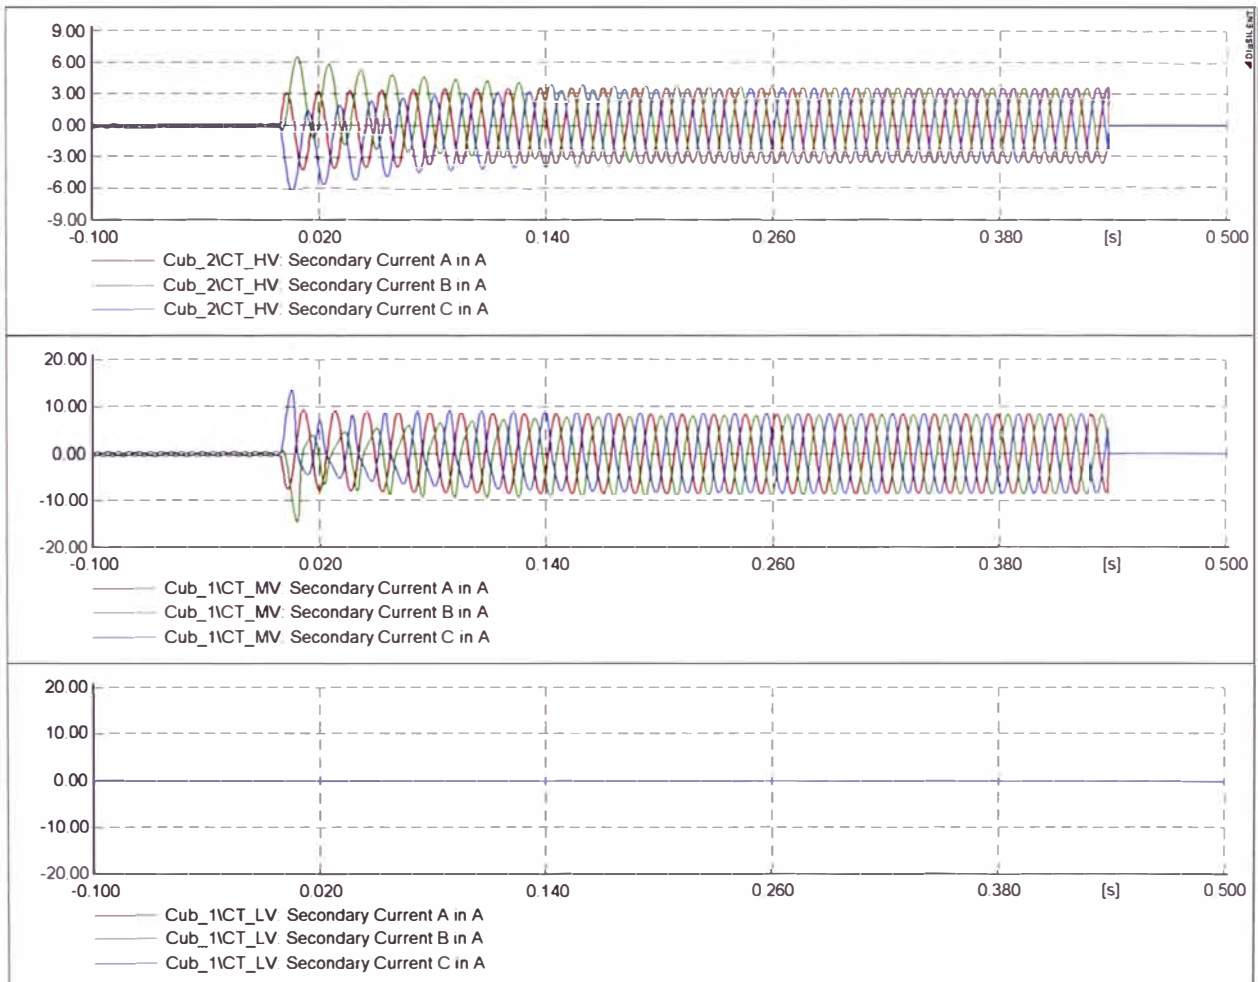 DIgSILENT
9.00
6.00
3.00
0.00
-3.00
-6.00
-9.00
-0.100 0.020 0.140 0.260 0.380 [s] 0.500
Cub_2\CT_HV: Secondary Current A in A
Cub_2\CT_HV: Secondary Current B in A
Cub_2\CT_HV: Secondary Current C in A
20.00
10.00
0.00
-10.00
-20.00
-0.100 0.020 0.140 0.260 0.380 [s] 0.500
Cub_1\CT_MV: Secondary Current A in A
Cub_1\CT_MV: Secondary Current B in A
Cub_1\CT_MV: Secondary Current C in A
20.00
10.00
0.00
-10.00
-20.00
-0.100 0.020 0.140 0.260 0.380 [s] 0.500
Cub_1\CT_LV: Secondary Current A in A
Cub_1\CT_LV: Secondary Current B in A
Cub_1\CT_LV: Secondary Current C in A